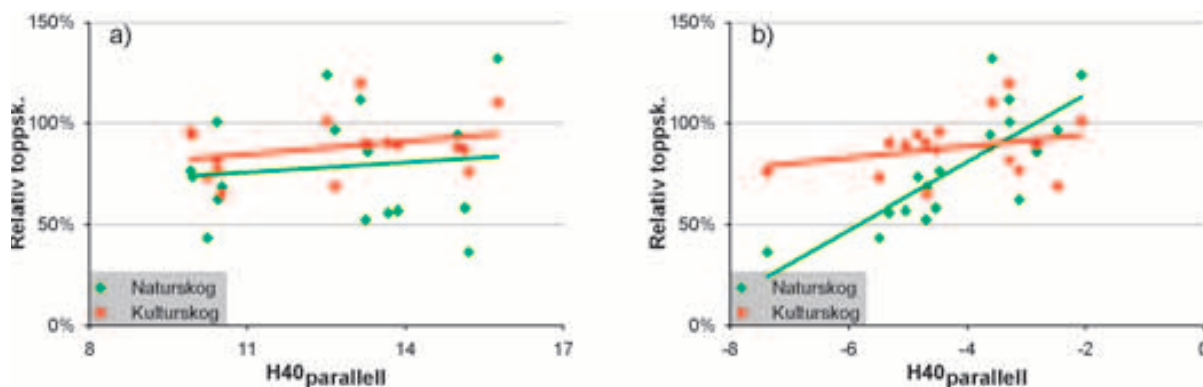 a)
150%
100%
50%
0%
Relativ toppsk.
Naturskog
Kulturskog
8
11
14
17
H40parallell
b)
150%
100%
50%
0%
Relativ toppsk.
Naturskog
Kulturskog
-8
-6
-4
-2
0
H40parallell